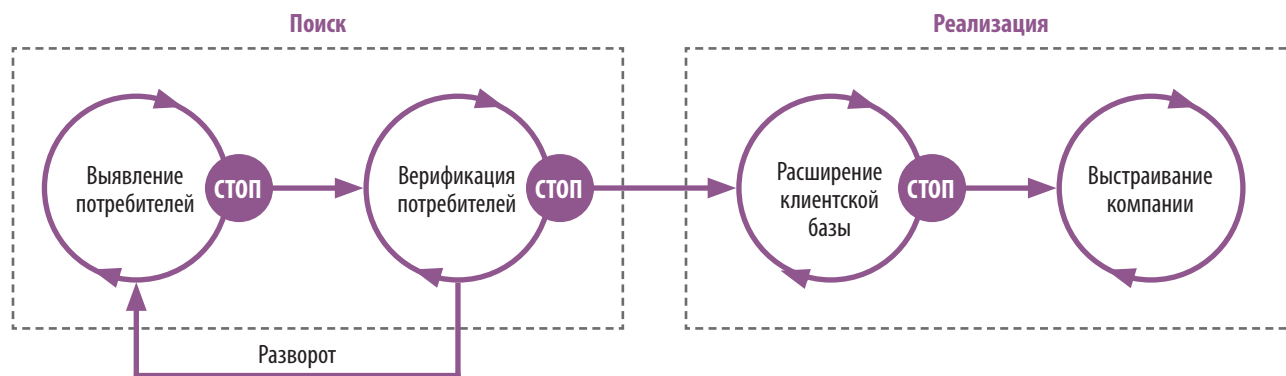 Поиск
Реализация
Выявление
потребителей
СТОП
Верификация
потребителей
СТОП
Расширение
клиентской
базы
СТОП
Выстраивание
компании
Разворот